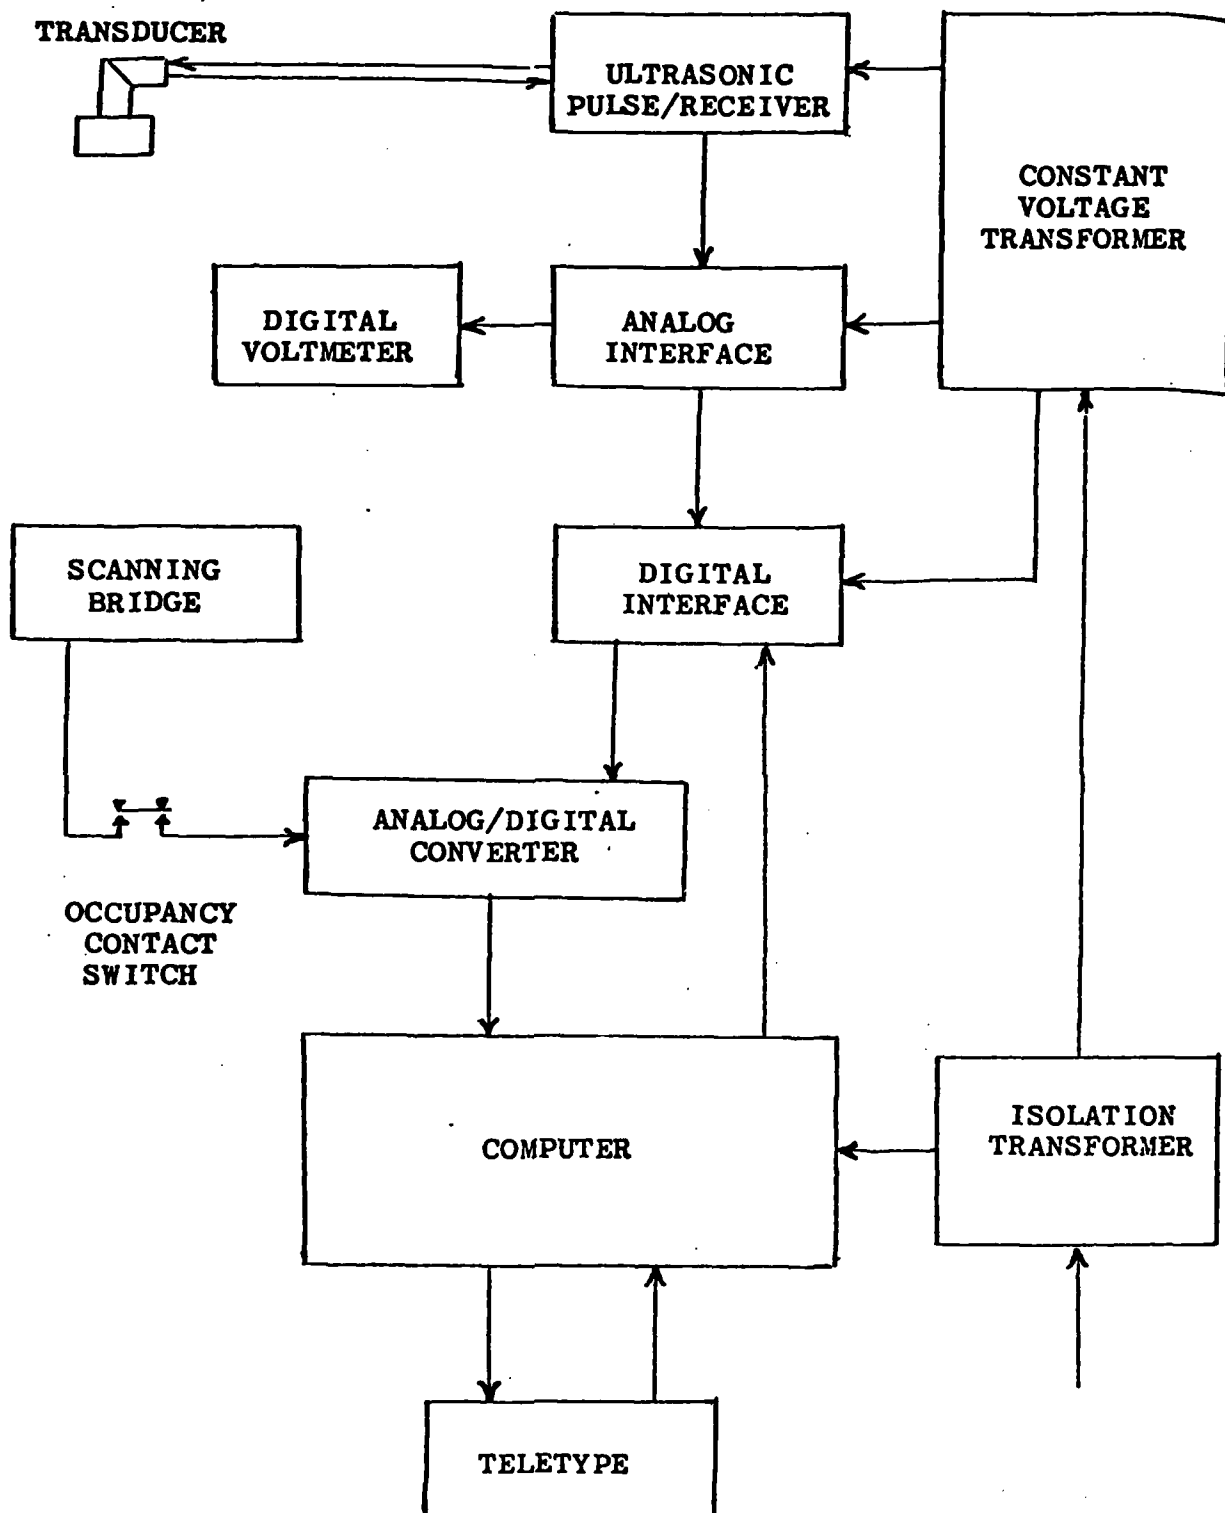 TRANSDUCER
ULTRASONIC
PULSE/RECEIVER
CONSTANT
VOLTAGE
TRANSFORMER
DIGITAL
VOLTMETER
ANALOG
INTERFACE
SCANNING
BRIDGE
DIGITAL
INTERFACE
ANALOG/DIGITAL
CONVERTER
OCCUPANCY
CONTACT
SWITCH
COMPUTER
ISOLATION
TRANSFORMER
TELETYPE